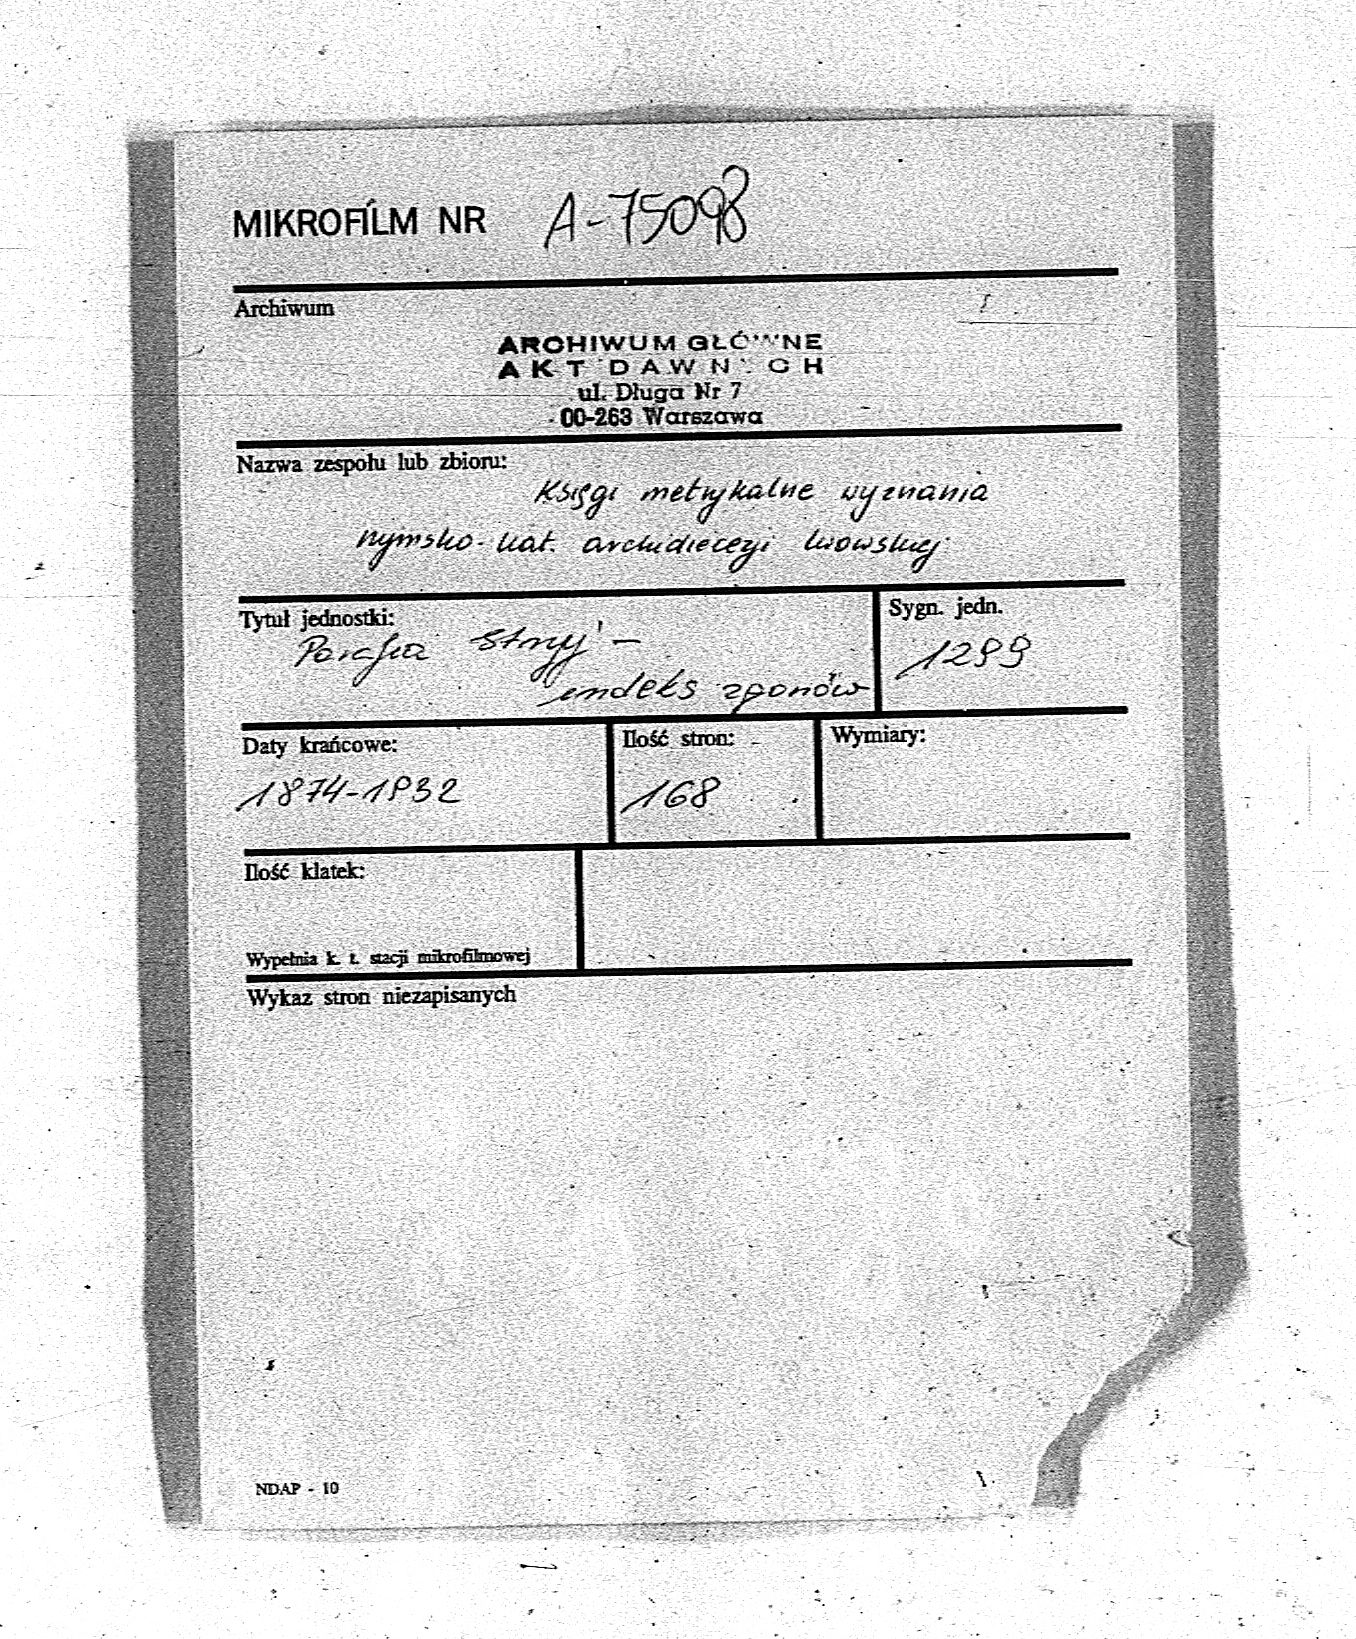 MIKROFILM NR A-75098
Archiwum
ARCHIWUM GŁÓWNE
AKT DAWNYCH
ul. Długa Nr 7
00-263 Warszawa
Nazwa zespołu lub zbioru:
Księgi metrykalne wyznania
rzymsko-kat. archidiecezji lwowskiej
Tytuł jednostki:
Parafia Stryj -
indeks zgonów
Sygn. jedn.
1299
Daty krańcowe:
1874-1932
Ilość stron:
168
Wymiary:
Ilość klatek:
Wypełnia k. t. stacji mikrofilmowej
Wykaz stron niezapisanych
NDAP - 10